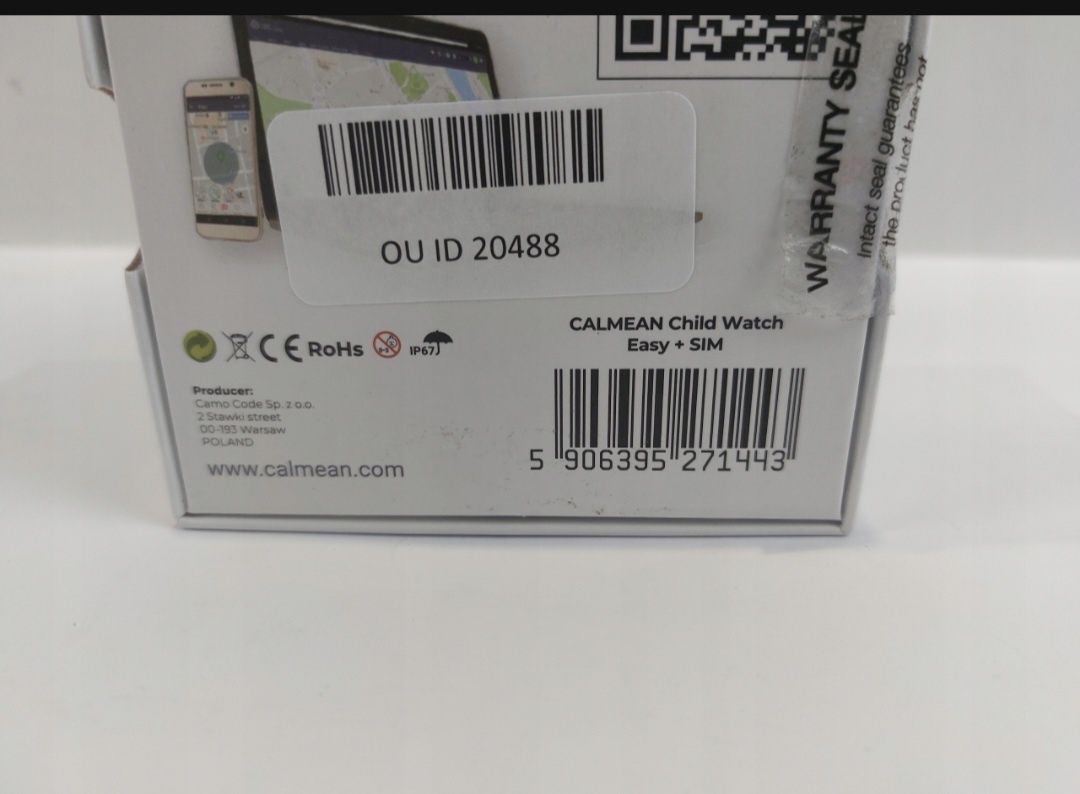 WARRANTY SEAL
Intact seal guarantees
the product has not
OU ID 20488
RoHS
IP67
CALMEAN Child Watch
Easy + SIM
Producer:
Camo Code Sp. z o.o.
2 Stawki street
00-193 Warsaw
POLAND
www.calmean.com
5 906395 271443